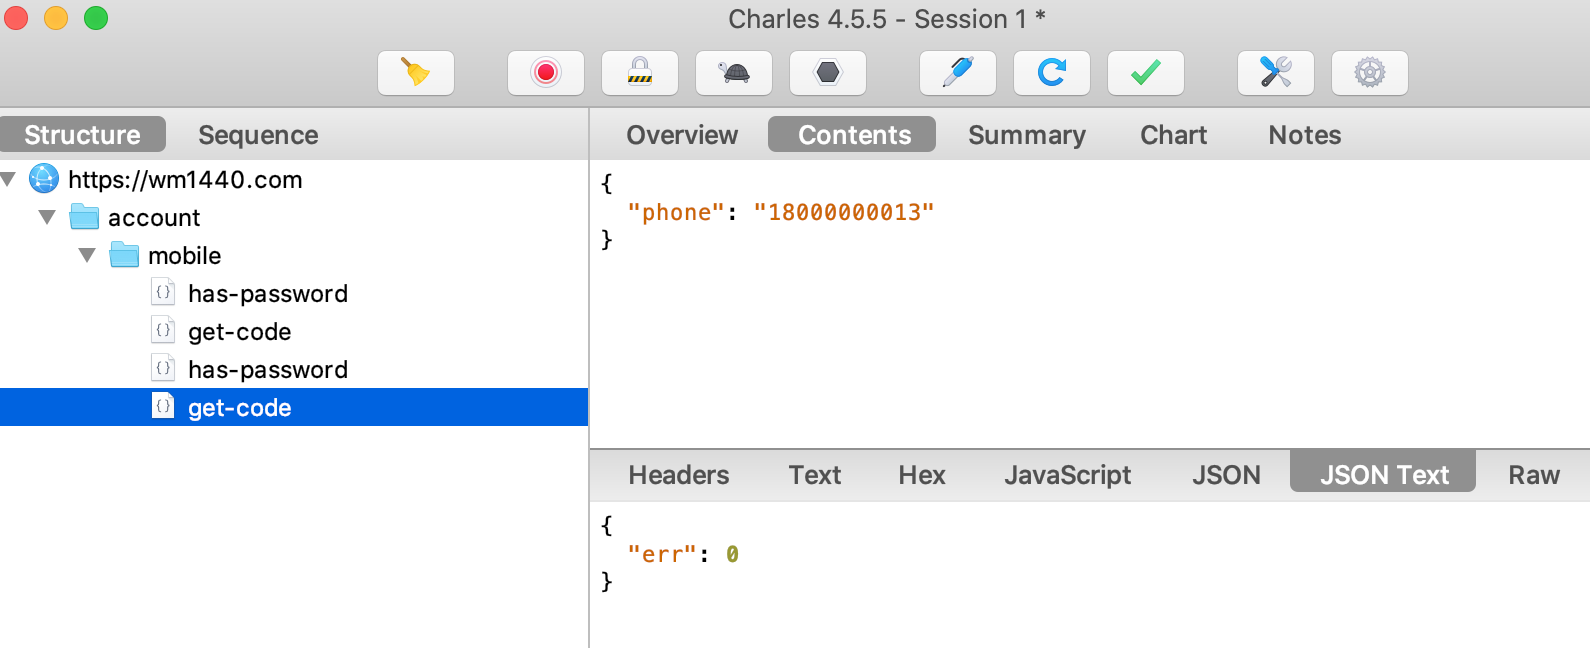 Charles 4.5.5 - Session 1 *
Structure Sequence
https://wm1440.com
account
mobile
has-password
get-code
has-password
get-code
Overview Contents Summary Chart Notes
{
"phone": "18000000013"
}
Headers Text Hex JavaScript JSON JSON Text Raw
{
"err": 0
}